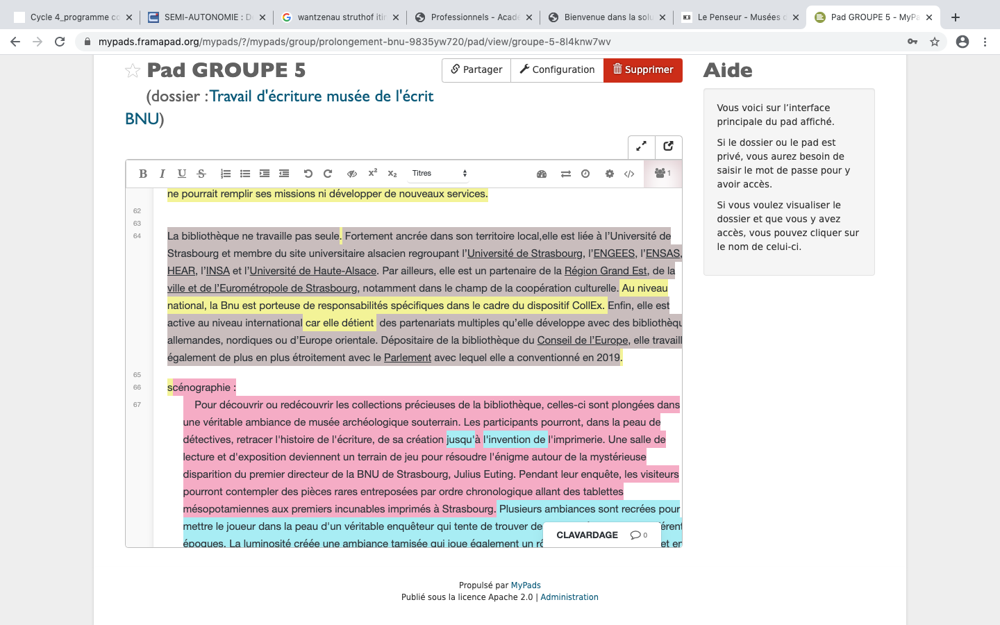 Cycle 4_programme co
SEMI-AUTONOMIE : D
wantzenau struthof itin
Professionnels - Acad
Bienvenue dans la solu
Le Penseur - Musées d
Pad GROUPE 5 - MyPa
mypads.framapad.org/mypads/?/mypads/group/prolongement-bnu-9835yw720/pad/view/groupe-5-8l4knw7wv
Pad GROUPE 5
Partager
Configuration
Supprimer
(dossier : Travail d'écriture musée de l'écrit
BNU)
B I U S
Titres
1
ne pourrait remplir ses missions ni développer de nouveaux services.
62
63
64
La bibliothèque ne travaille pas seule. Fortement ancrée dans son territoire local,elle est liée à l’Université de
Strasbourg et membre du site universitaire alsacien regroupant l’Université de Strasbourg, l’ENGEES, l’ENSAS,
HEAR, l’INSA et l’Université de Haute-Alsace. Par ailleurs, elle est un partenaire de la Région Grand Est, de la
ville et de l’Eurométropole de Strasbourg, notamment dans le champ de la coopération culturelle. Au niveau
national, la Bnu est porteuse de responsabilités spécifiques dans le cadre du dispositif CollEx. Enfin, elle est
active au niveau international car elle détient des partenariats multiples qu’elle développe avec des bibliothèqu
allemandes, nordiques ou d’Europe orientale. Dépositaire de la bibliothèque du Conseil de l’Europe, elle travaill
également de plus en plus étroitement avec le Parlement avec lequel elle a conventionné en 2019.
65
66
scénographie :
67
Pour découvrir ou redécouvrir les collections précieuses de la bibliothèque, celles-ci sont plongées dans
une véritable ambiance de musée archéologique souterrain. Les participants pourront, dans la peau de
détectives, retracer l'histoire de l'écriture, de sa création jusqu'à l'invention de l'imprimerie. Une salle de
lecture et d'exposition deviennent un terrain de jeu pour résoudre l'énigme autour de la mystérieuse
disparition du premier directeur de la BNU de Strasbourg, Julius Euting. Pendant leur enquête, les visiteurs
pourront contempler des pièces rares entreposées par ordre chronologique allant des tablettes
mésopotamiennes aux premiers incunables imprimés à Strasbourg. Plusieurs ambiances sont recrées pour
mettre le joueur dans la peau d'un véritable enquêteur qui tente de trouver de
époques. La luminosité créée une ambiance tamisée qui joue également un rô et en
CLAVARDAGE 0
Aide
Vous voici sur l’interface
principale du pad affiché.
Si le dossier ou le pad est
privé, vous aurez besoin de
saisir le mot de passe pour y
avoir accès.
Si vous voulez visualiser le
dossier et que vous y avez
accès, vous pouvez cliquer sur
le nom de celui-ci.
Propulsé par MyPads
Publié sous la licence Apache 2.0 | Administration